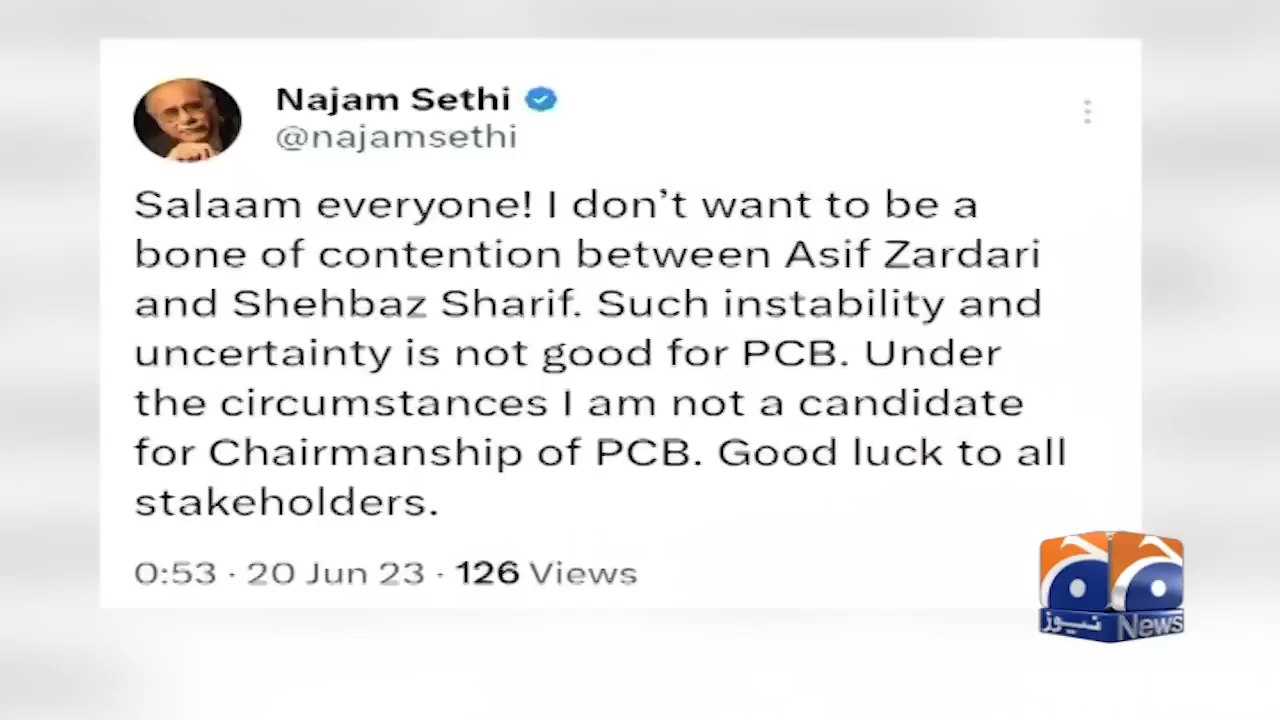 Najam Sethi
@najamsethi
Salaam everyone! I don’t want to be a
bone of contention between Asif Zardari
and Shehbaz Sharif. Such instability and
uncertainty is not good for PCB. Under
the circumstances I am not a candidate
for Chairmanship of PCB. Good luck to all
stakeholders.
0:53 · 20 Jun 23 · 126 Views
نیوز News